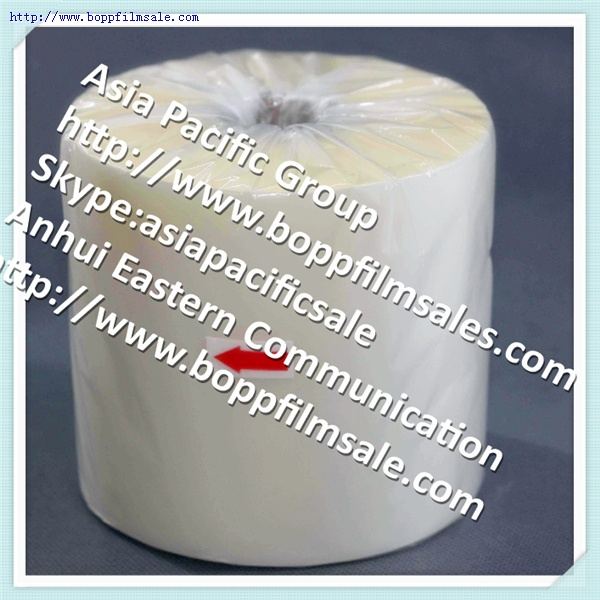 http://www.boppfilmsale.com
Asia Pacific Group
http://www.boppfilmsales.com
Skype:asiapacificsale
Anhui Eastern Communication
http://www.boppfilmsale.com